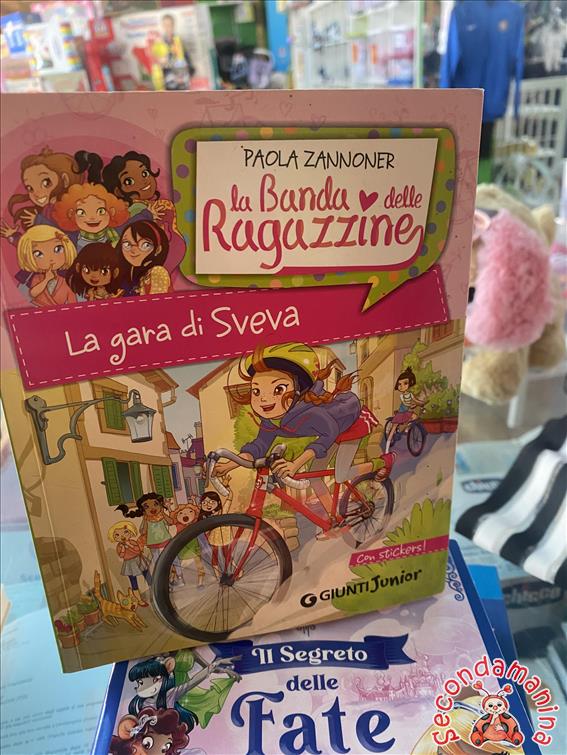 PAOLA ZANNONER
la Banda delle
Ragazzine
La gara di Sveva
Con stickers!
GIUNTI Junior
Il Segreto
delle
Fate
chicco
Secondamanina